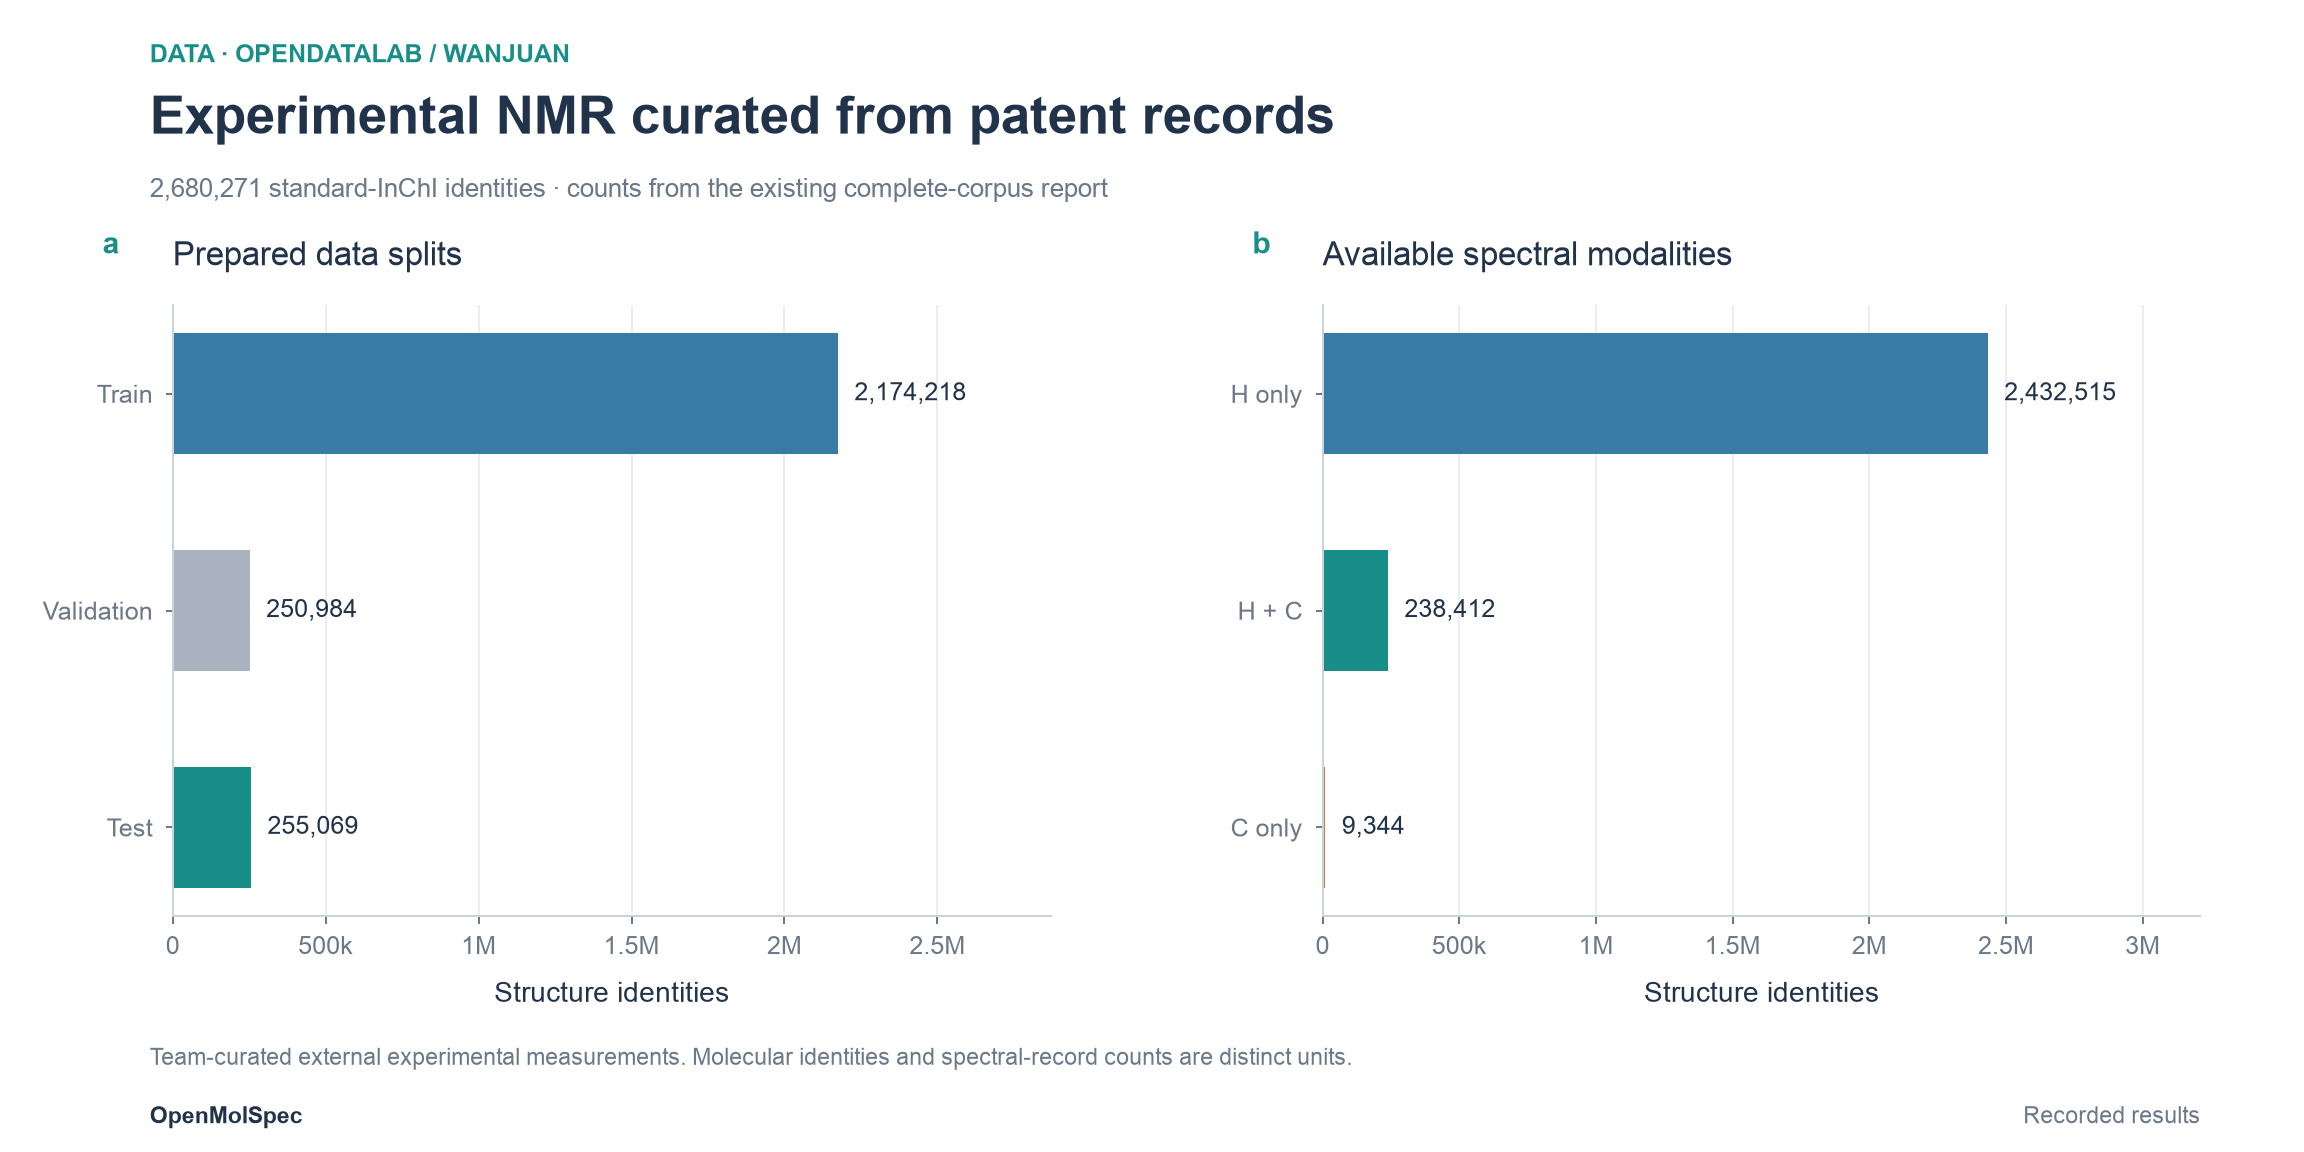 DATA · OPENDATALAB / WANJUAN
Experimental NMR curated from patent records
2,680,271 standard-InChI identities · counts from the existing complete-corpus report
a
Prepared data splits
Train
2,174,218
Validation
250,984
Test
255,069
0 500k 1M 1.5M 2M 2.5M
Structure identities
b
Available spectral modalities
H only
2,432,515
H + C
238,412
C only
9,344
0 500k 1M 1.5M 2M 2.5M 3M
Structure identities
Team-curated external experimental measurements. Molecular identities and spectral-record counts are distinct units.
OpenMolSpec
Recorded results